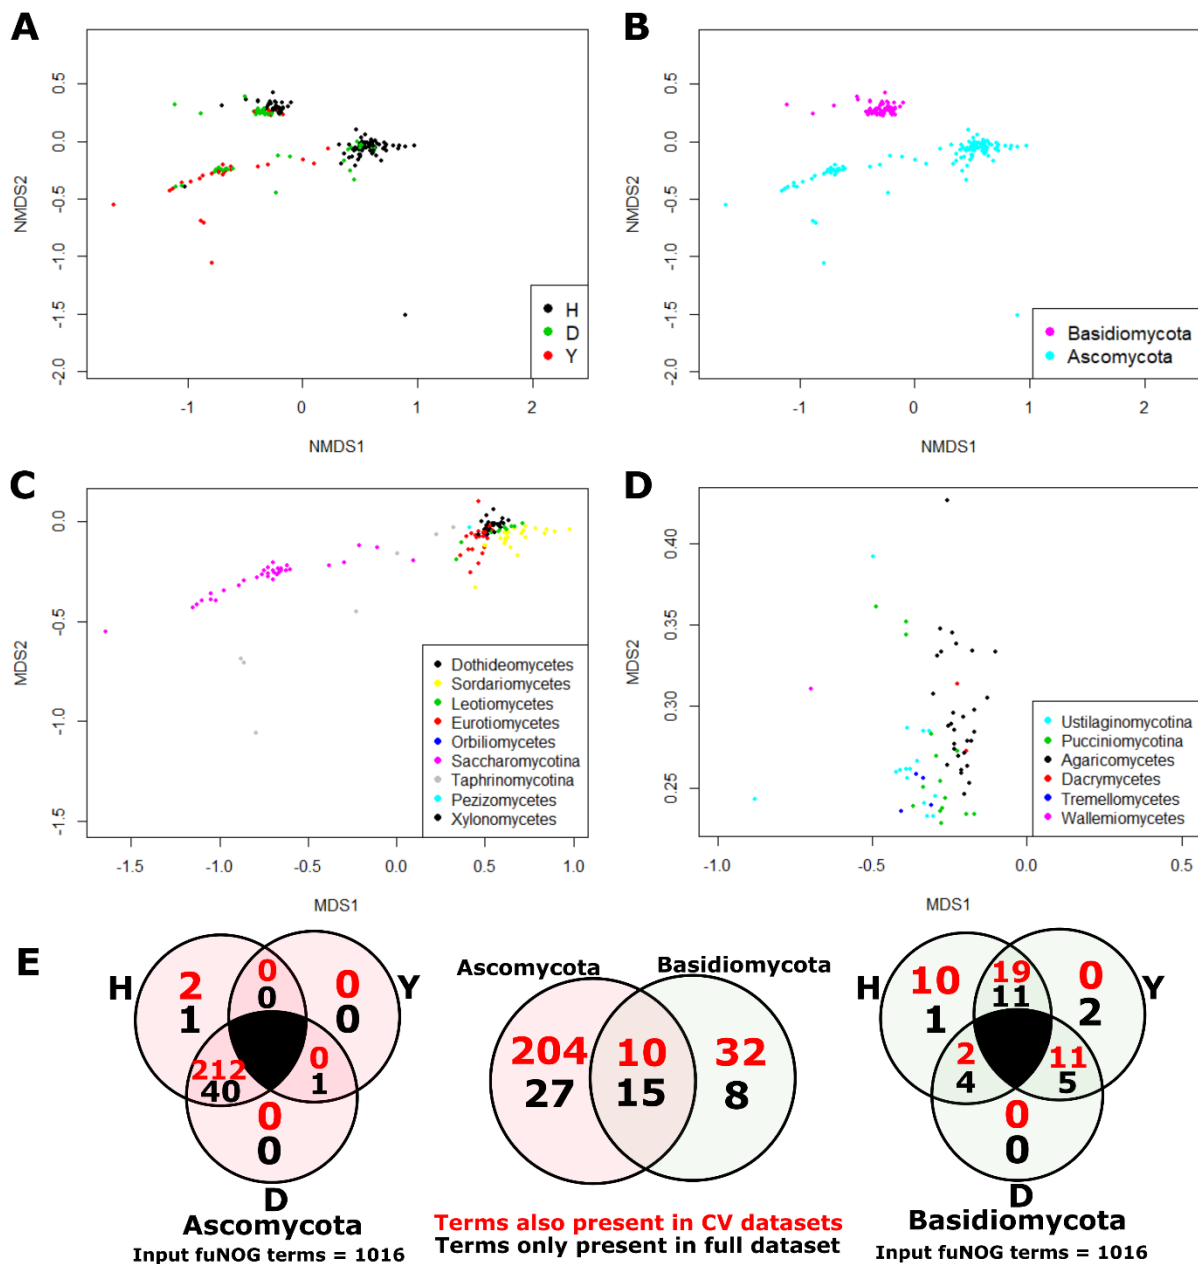 A
0.5
0.0
-0.5
-1.0
-1.5
-2.0
NMDS2
-1
0
1
2
NMDS1
H
D
Y
B
0.5
0.0
-0.5
-1.0
-1.5
-2.0
NMDS2
-1
0
1
2
NMDS1
Basidiomycota
Ascomycota
C
0.0
-0.5
-1.0
-1.5
MDS2
-1.5
-1.0
-0.5
0.0
0.5
1.0
MDS1
Dothideomycetes
Sordariomycetes
Leotiomycetes
Eurotiomycetes
Orbiliomycetes
Saccharomycotina
Taphrinomycotina
Pezizomycetes
Xylonomycetes
D
0.40
0.35
0.30
0.25
MDS2
-1.0
-0.5
0.0
0.5
MDS1
Ustilaginomycotina
Pucciniomycotina
Agaricomycetes
Dacrymycetes
Tremellomycetes
Wallemiomycetes
E
H
Y
D
2
1
0
0
0
0
212
40
0
1
0
0
Ascomycota
Input fuNOG terms = 1016
Ascomycota
Basidiomycota
204
27
10
15
32
8
Terms also present in CV datasets
Terms only present in full dataset
H
Y
D
10
1
19
11
0
2
2
4
11
5
0
0
Basidiomycota
Input fuNOG terms = 1016